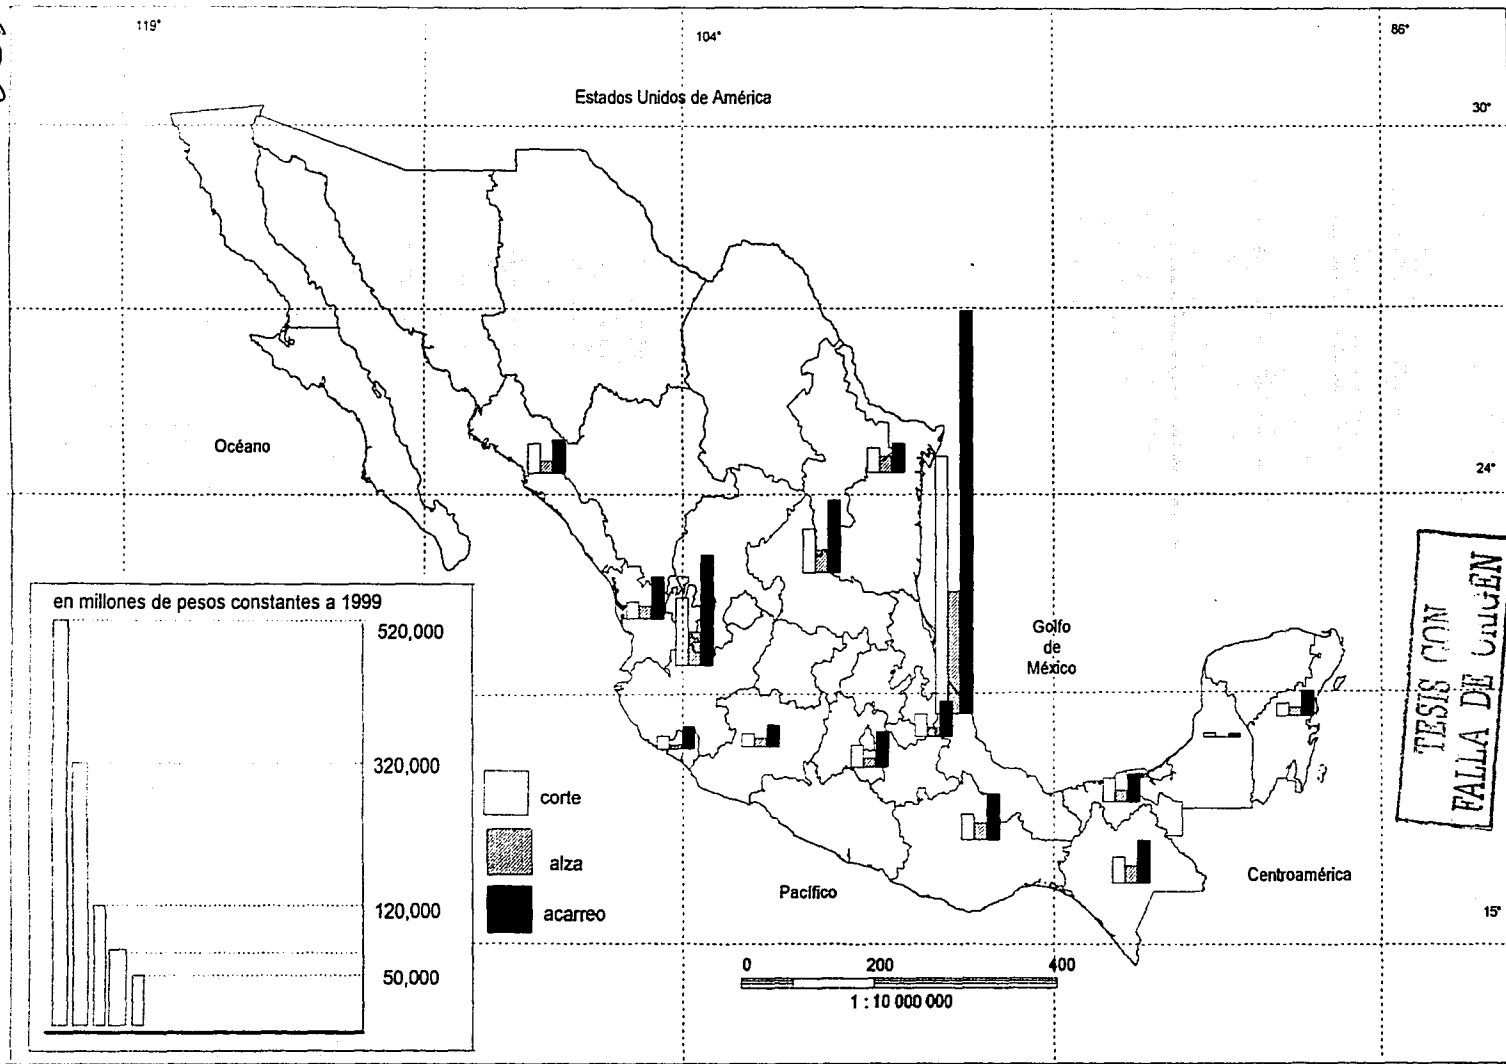 119°
104°
86°
Estados Unidos de América
30°
Océano
24°
en millones de pesos constantes a 1999
520,000
320,000
120,000
50,000
corte
alza
acarreo
Golfo
de
México
Pacífico
Centroamérica
15°
0 200 400
1 : 10 000 000
TESIS CON
FALLA DE ORIGEN